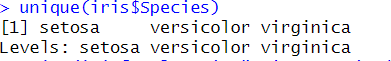 > unique(iris$Species)
[1] setosa     versicolor virginica
Levels: setosa versicolor virginica